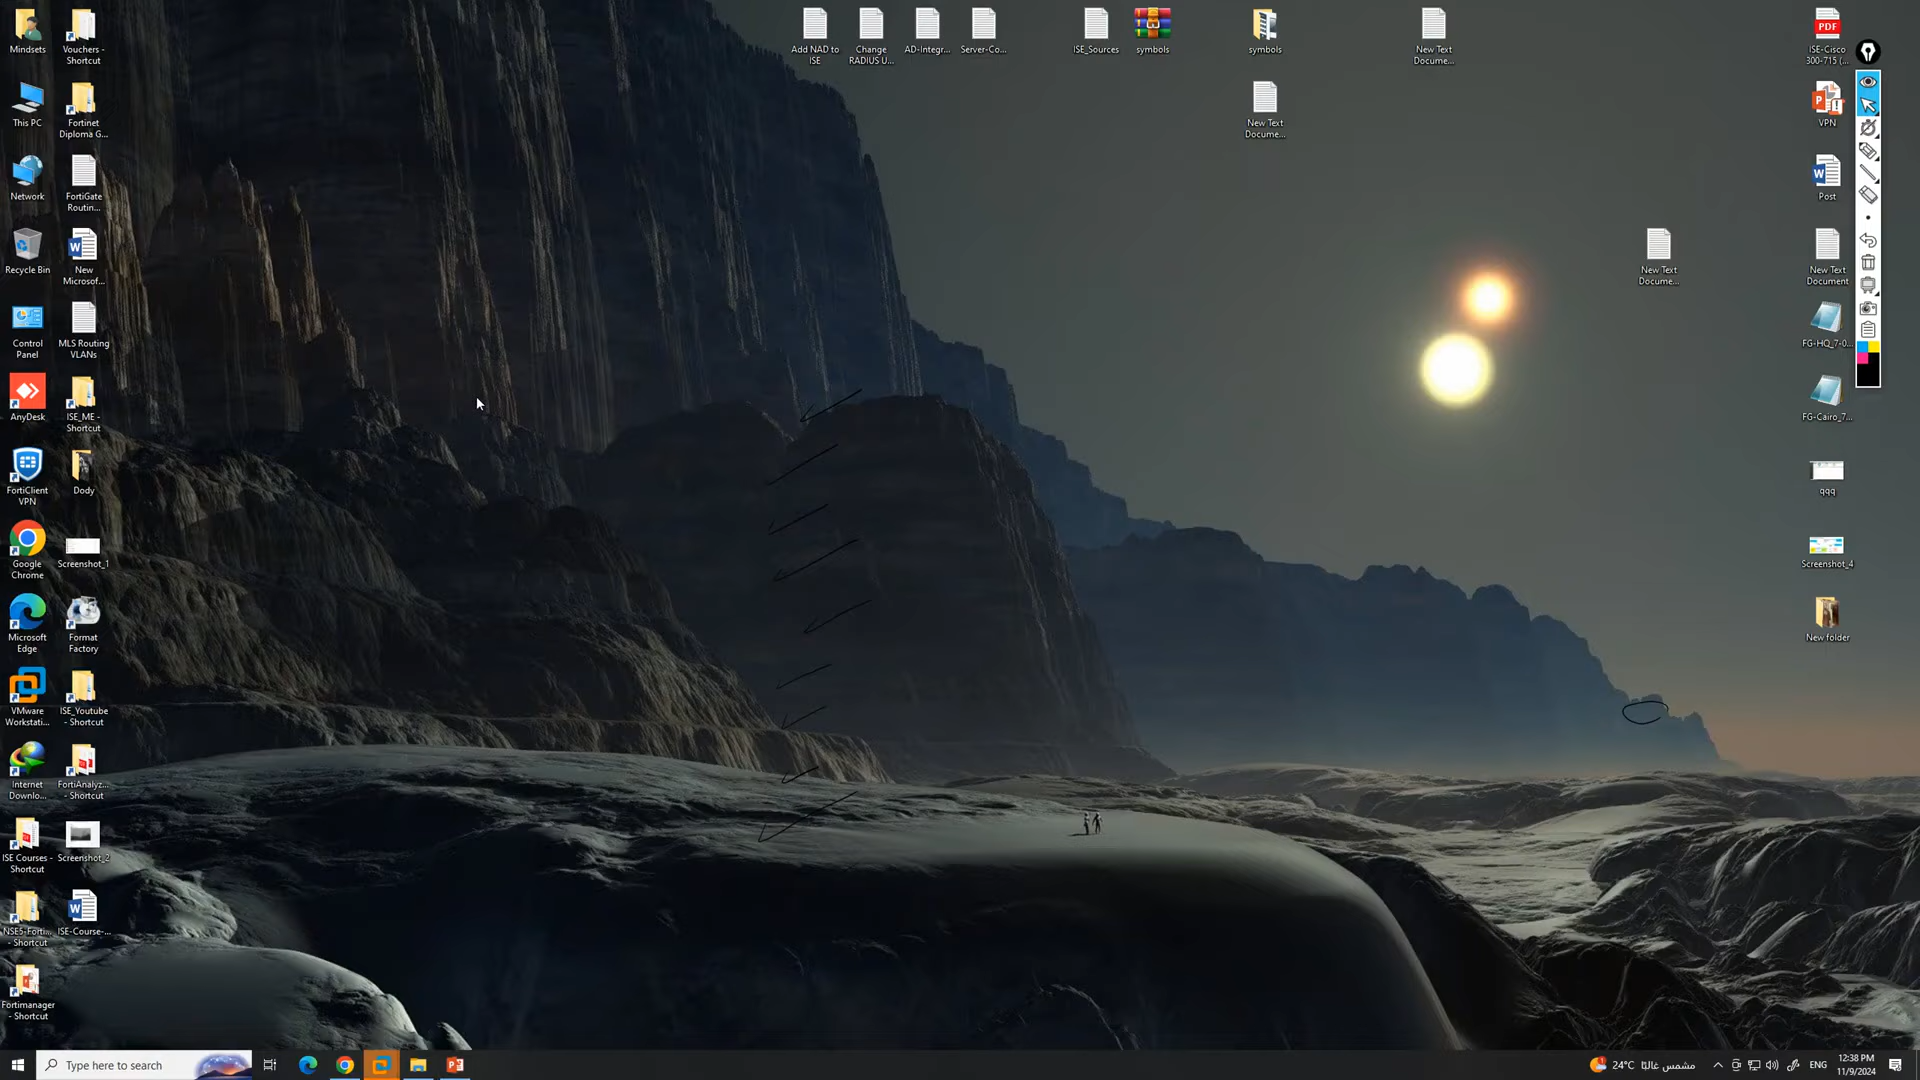 Mindsets
Vouchers -
Shortcut
This PC
Fortinet
Diploma G...
Network
FortiGate
Routin...
Recycle Bin
New
Microsof...
Control
Panel
MLS Routing
VLANs
AnyDesk
ISE_ME -
Shortcut
FortiClient
VPN
Dody
Google
Chrome
Screenshot_1
Microsoft
Edge
Format
Factory
VMware
Workstati...
ISE_Youtube
- Shortcut
Internet
Downlo...
FortiAnalyz...
- Shortcut
ISE Courses -
Shortcut
Screenshot_2
NSE5-Forti...
- Shortcut
ISE-Course-...
Fortimanager
- Shortcut
Add NAD to
ISE
Change
RADIUS U...
AD-Integr...
Server-Co...
ISE_Sources
symbols
symbols
New Text
Docume...
New Text
Docume...
New Text
Docume...
PDF
ISE-Cisco
300-715 (...
VPN
Post
New Text
Document
FG-HQ_7-0...
FG-Cairo_7...
qqq
Screenshot_4
New folder
Type here to search
24°C مشمس غالبًا
ENG
12:38 PM
11/9/2024